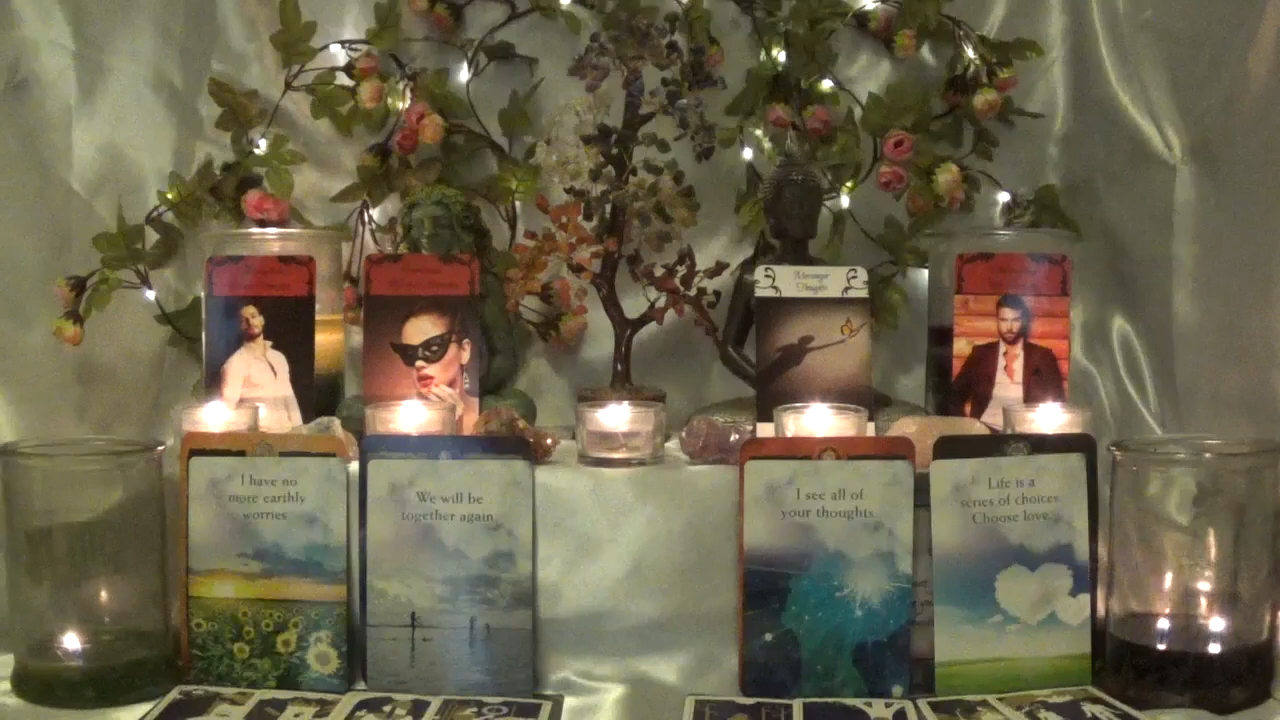 Messenger
Thoughts
I have no
more earthly
worries
We will be
together again.
I see all of
your thoughts.
Life is a
series of choices.
Choose love.